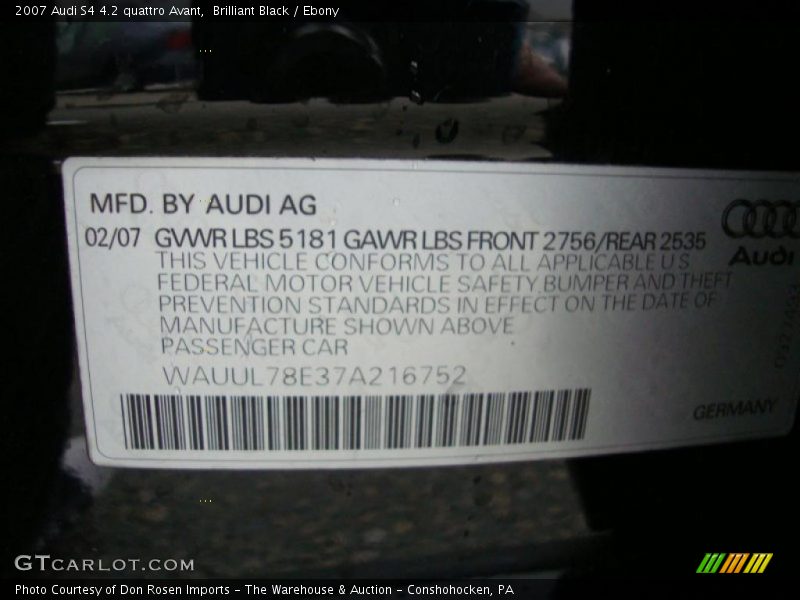 2007 Audi S4 4.2 quattro Avant,  Brilliant Black / Ebony
MFD. BY AUDI AG
02/07 GVWR LBS 5181 GAWR LBS FRONT 2756/REAR 2535
THIS VEHICLE CONFORMS TO ALL APPLICABLE U S
FEDERAL MOTOR VEHICLE SAFETY BUMPER AND THEFT
PREVENTION STANDARDS IN EFFECT ON THE DATE OF
MANUFACTURE SHOWN ABOVE
PASSENGER CAR
WAUUL78E37A216752
Audi
GERMANY
GTCARLOT.COM
Photo Courtesy of Don Rosen Imports – The Warehouse & Auction – Conshohocken, PA